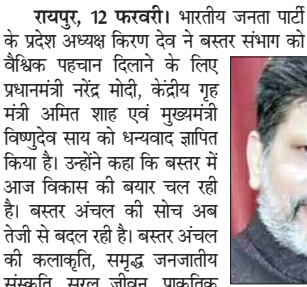 रायपुर, 12 फरवरी। भारतीय जनता पार्टी
के प्रदेश अध्यक्ष किरण देव ने बस्तर संभाग को
वैश्विक पहचान दिलाने के लिए
प्रधानमंत्री नरेंद्र मोदी, केंद्रीय गृह
मंत्री अमित शाह एवं मुख्यमंत्री
विष्णुदेव साय को धन्यवाद ज्ञापित
किया है। उन्होंने कहा कि बस्तर में
आज विकास की बयार चल रही
है। बस्तर अंचल की सोच अब
तेजी से बदल रही है। बस्तर अंचल
की कलाकृति, समृद्ध जनजातीय
संस्कृति, सरल जीवन, प्राकृतिक